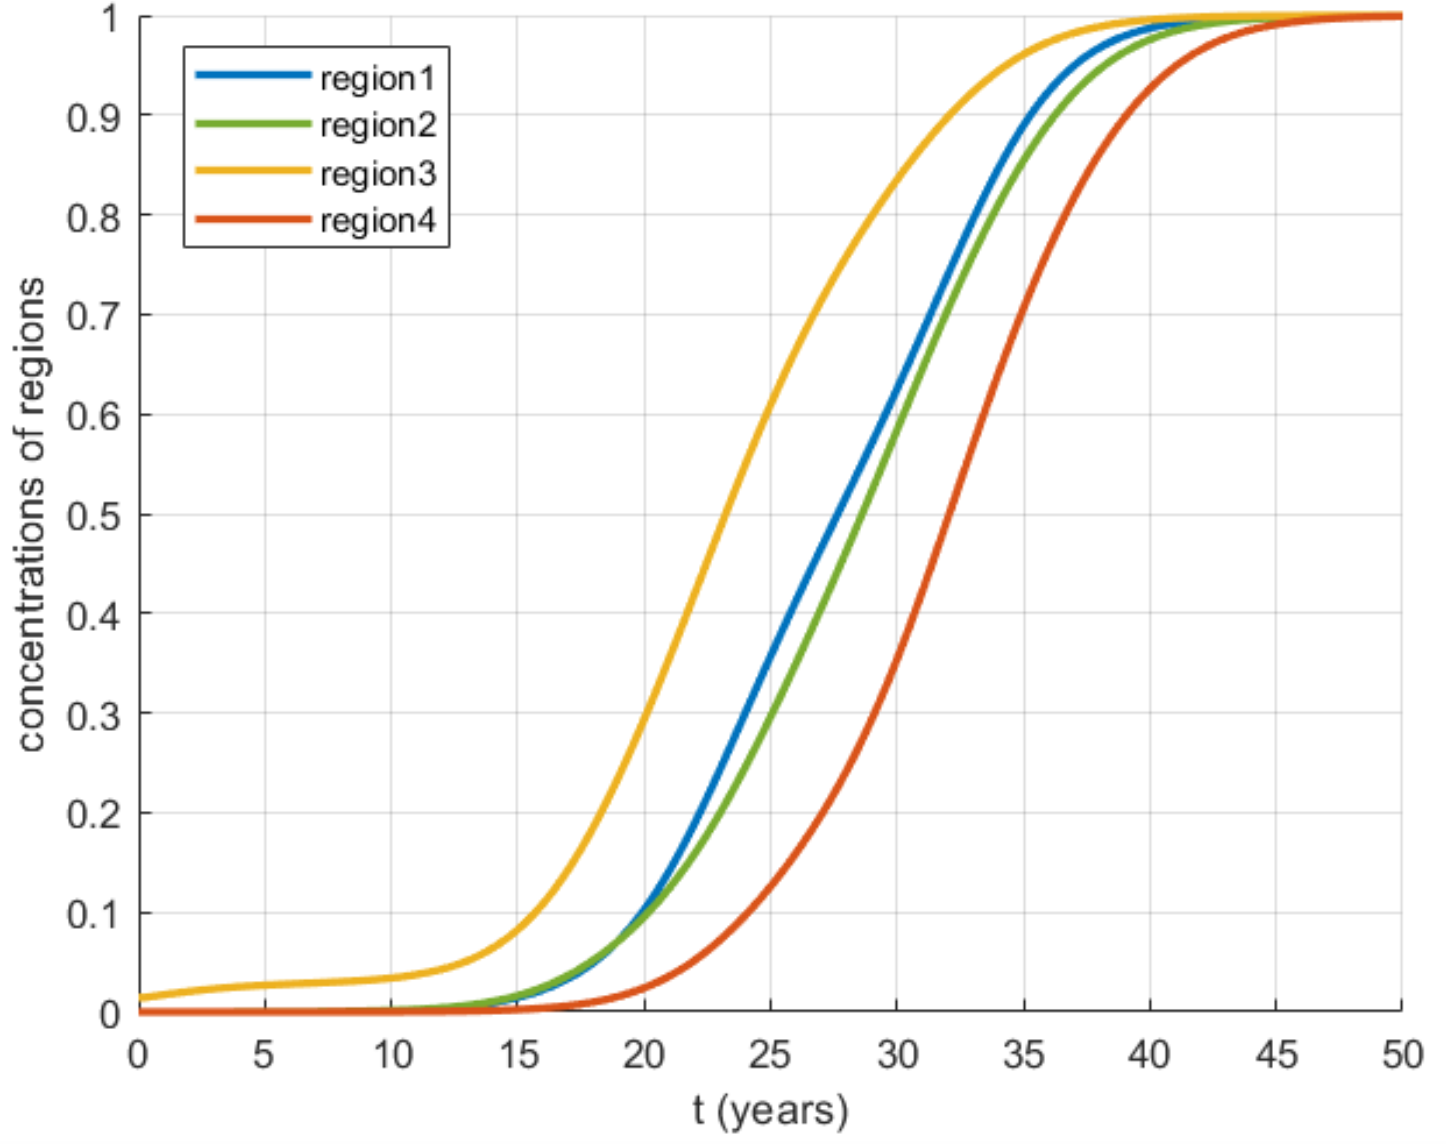 1
0.9
0.8
0.7
0.6
0.5
0.4
0.3
0.2
0.1
0
concentrations of regions
region1
region2
region3
region4
0 5 10 15 20 25 30 35 40 45 50
t (years)